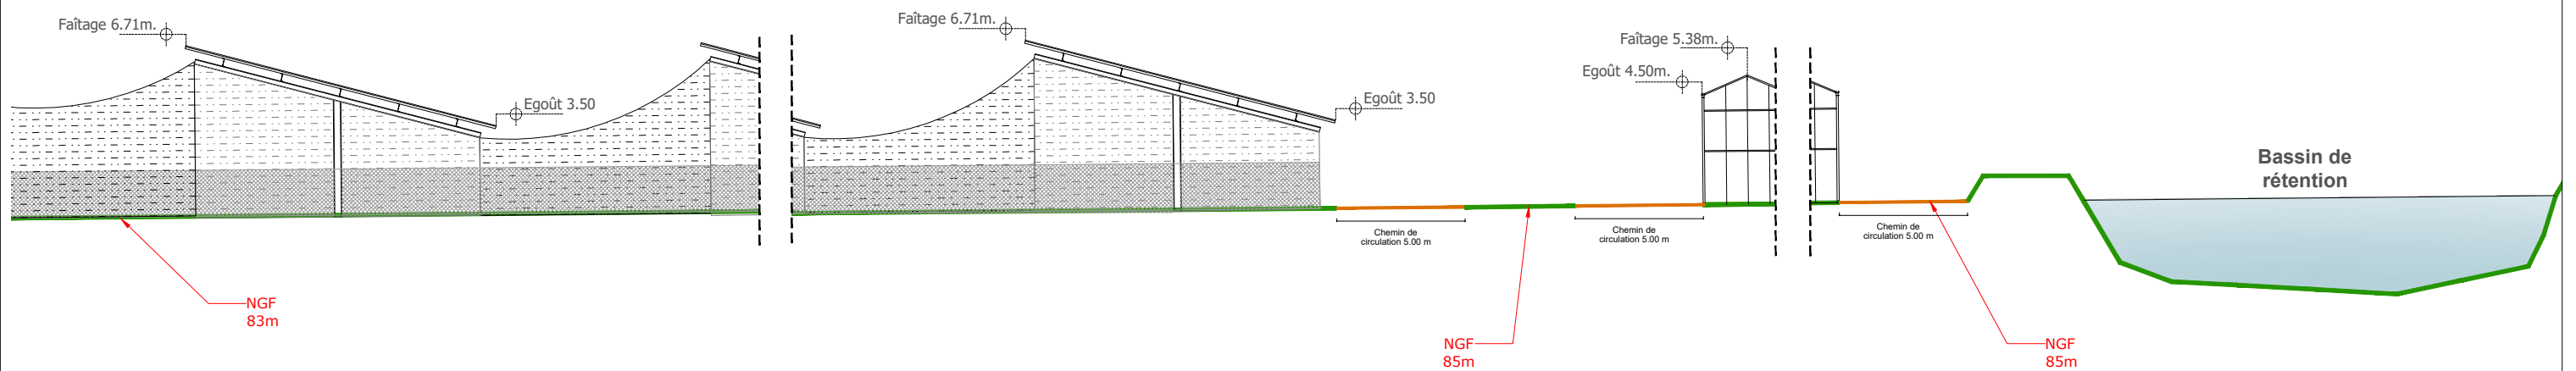 Faîtage 6.71m.
Egoût 3.50
Faîtage 6.71m.
Egoût 3.50
Faîtage 5.38m.
Egoût 4.50m.
Bassin de
rétention
Chemin de
circulation 5.00 m
Chemin de
circulation 5.00 m
Chemin de
circulation 5.00 m
NGF
83m
NGF
85m
NGF
85m